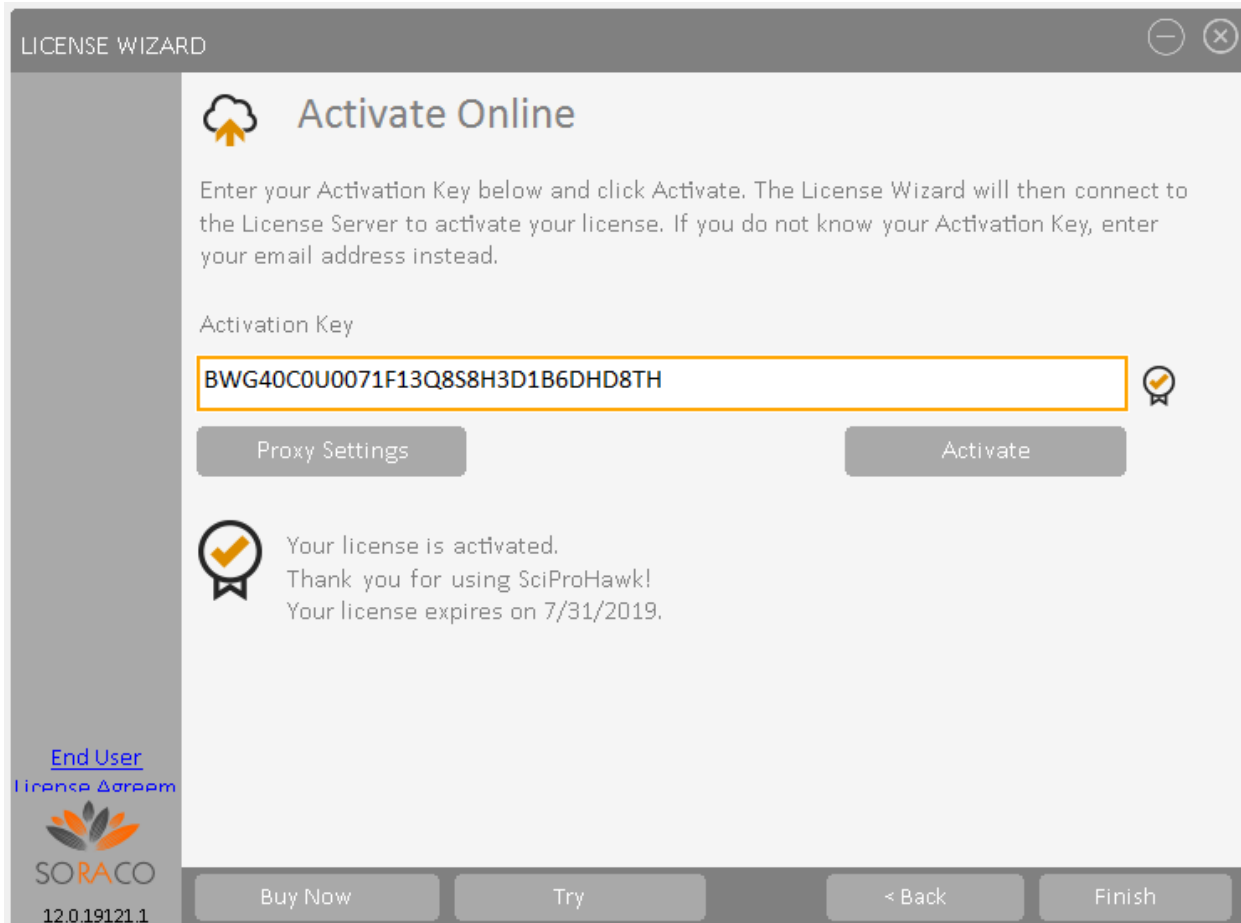 LICENSE WIZARD
Activate Online
Enter your Activation Key below and click Activate. The License Wizard will then connect to
the License Server to activate your license. If you do not know your Activation Key, enter
your email address instead.
Activation Key
BWG40C0U0071F13Q8S8H3D1B6DHD8TH
Proxy Settings
Activate
Your license is activated.
Thank you for using SciProHawk!
Your license expires on 7/31/2019.
End User
License Agreem
SORACO
12.0.19121.1
Buy Now
Try
< Back
Finish